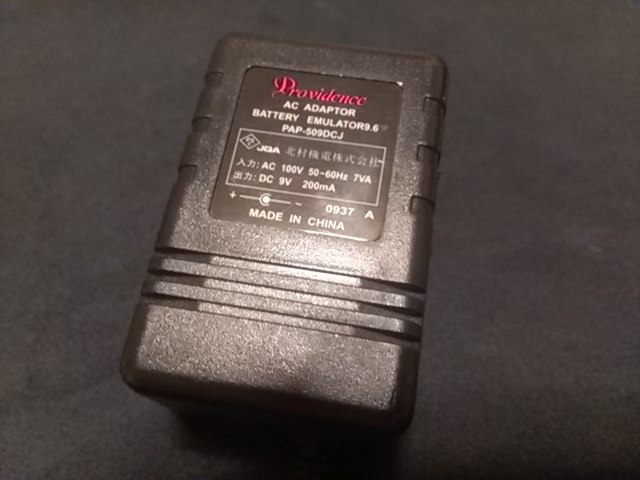 Providence
AC ADAPTOR
BATTERY EMULATOR9.6
PAP-509DCJ
JQA 北村機電株式会社
入力: AC 100V 50~60Hz 7VA
出力: DC 9V 200mA
+ -
0937 A
MADE IN CHINA